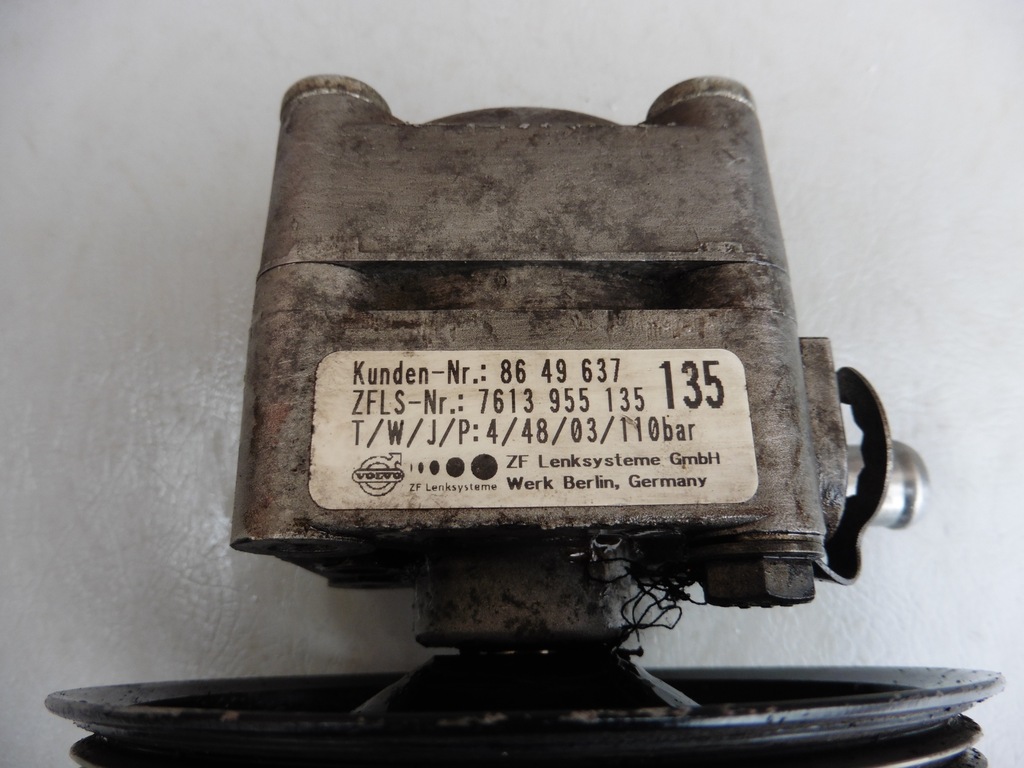 Kunden-Nr.: 86 49 637 135
ZFLS-Nr.: 7613 955 135
T/W/J/P: 4/48/03/110bar
VOLVO ZF Lenksysteme ZF Lenksysteme GmbH
Werk Berlin, Germany